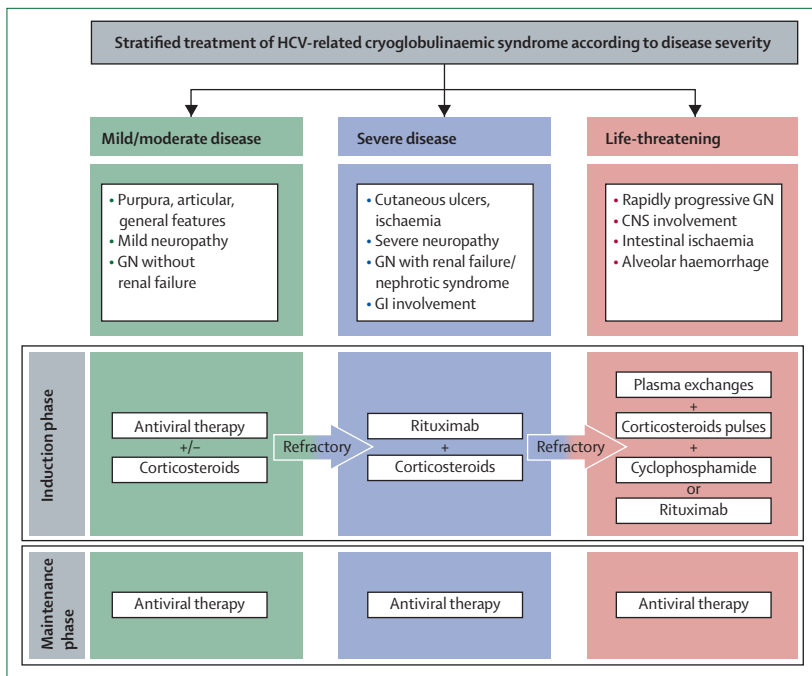 Stratified treatment of HCV-related cryoglobulinaemic syndrome according to disease severity
Mild/moderate disease
• Purpura, articular,
general features
• Mild neuropathy
• GN without
renal failure
Severe disease
• Cutaneous ulcers,
ischaemia
• Severe neuropathy
• GN with renal failure/
nephrotic syndrome
• GI involvement
Life-threatening
• Rapidly progressive GN
• CNS involvement
• Intestinal ischaemia
• Alveolar haemorrhage
Induction phase
Antiviral therapy
+/−
Corticosteroids
Refractory
Rituximab
+
Corticosteroids
Refractory
Plasma exchanges
+
Corticosteroids pulses
+
Cyclophosphamide
or
Rituximab
Maintenance
phase
Antiviral therapy
Antiviral therapy
Antiviral therapy